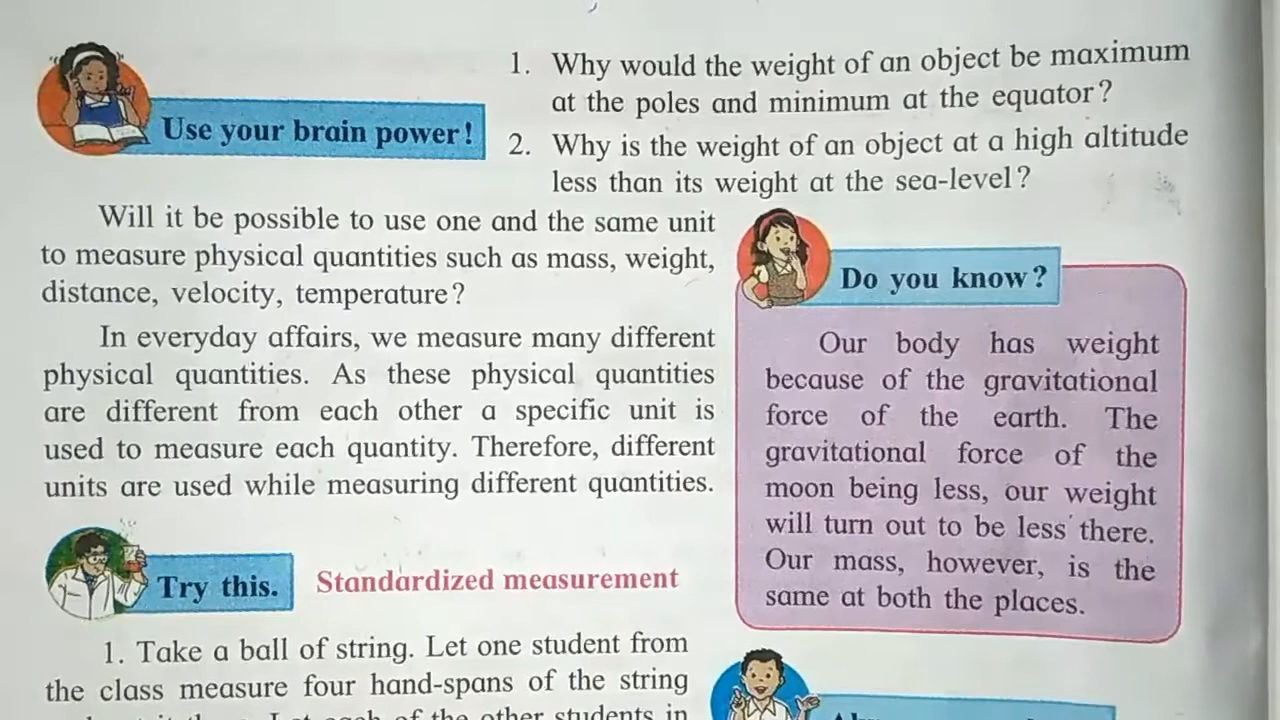 Use your brain power!
1. Why would the weight of an object be maximum
at the poles and minimum at the equator?
2. Why is the weight of an object at a high altitude
less than its weight at the sea-level?
Will it be possible to use one and the same unit
to measure physical quantities such as mass, weight,
distance, velocity, temperature?
In everyday affairs, we measure many different
physical quantities. As these physical quantities
are different from each other a specific unit is
used to measure each quantity. Therefore, different
units are used while measuring different quantities.
Do you know?
Our body has weight
because of the gravitational
force of the earth. The
gravitational force of the
moon being less, our weight
will turn out to be less there.
Our mass, however, is the
same at both the places.
Try this.
Standardized measurement
1. Take a ball of string. Let one student from
the class measure four hand-spans of the string
of the other students in